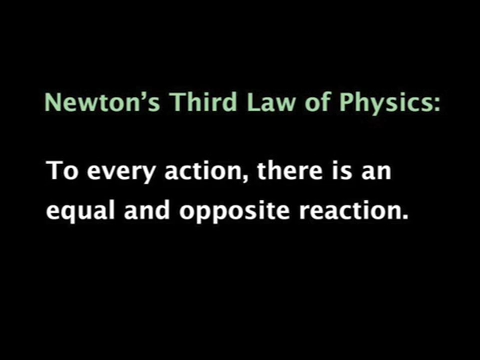 Newton’s Third Law of Physics:
To every action, there is an
equal and opposite reaction.